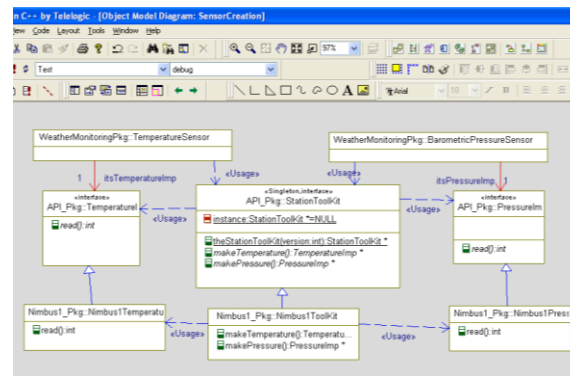 n C++ by Telelogic - [Object Model Diagram: SensorCreation]
iew Code Layout Tools Window Help
97%
Test debug
Arial 10 B
WeatherMonitoringPkg::TemperatureSensor
WeatherMonitoringPkg::BarometricPressureSensor
1 itsTemperatureImp
«Usage»
«Usage»
itsPressureImp 1
«interface»
API_Pkg::TemperatureI
read():int
«Usage»
«Singleton,interface»
API_Pkg::StationToolKit
instance:StationToolKit *=NULL
theStationToolKit(version:int):StationToolKit *
makeTemperature():TemperatureImp *
makePressure():PressureImp *
«Usage»
«interface»
API_Pkg::PressureIm
read():int
Nimbus1_Pkg::Nimbus1Temperatu
read():int
«Usage»
Nimbus1_Pkg::Nimbus1ToolKit
makeTemperature():Temperatu...
makePressure():PressureImp *
«Usage»
Nimbus1_Pkg::Nimbus1Press
read():int